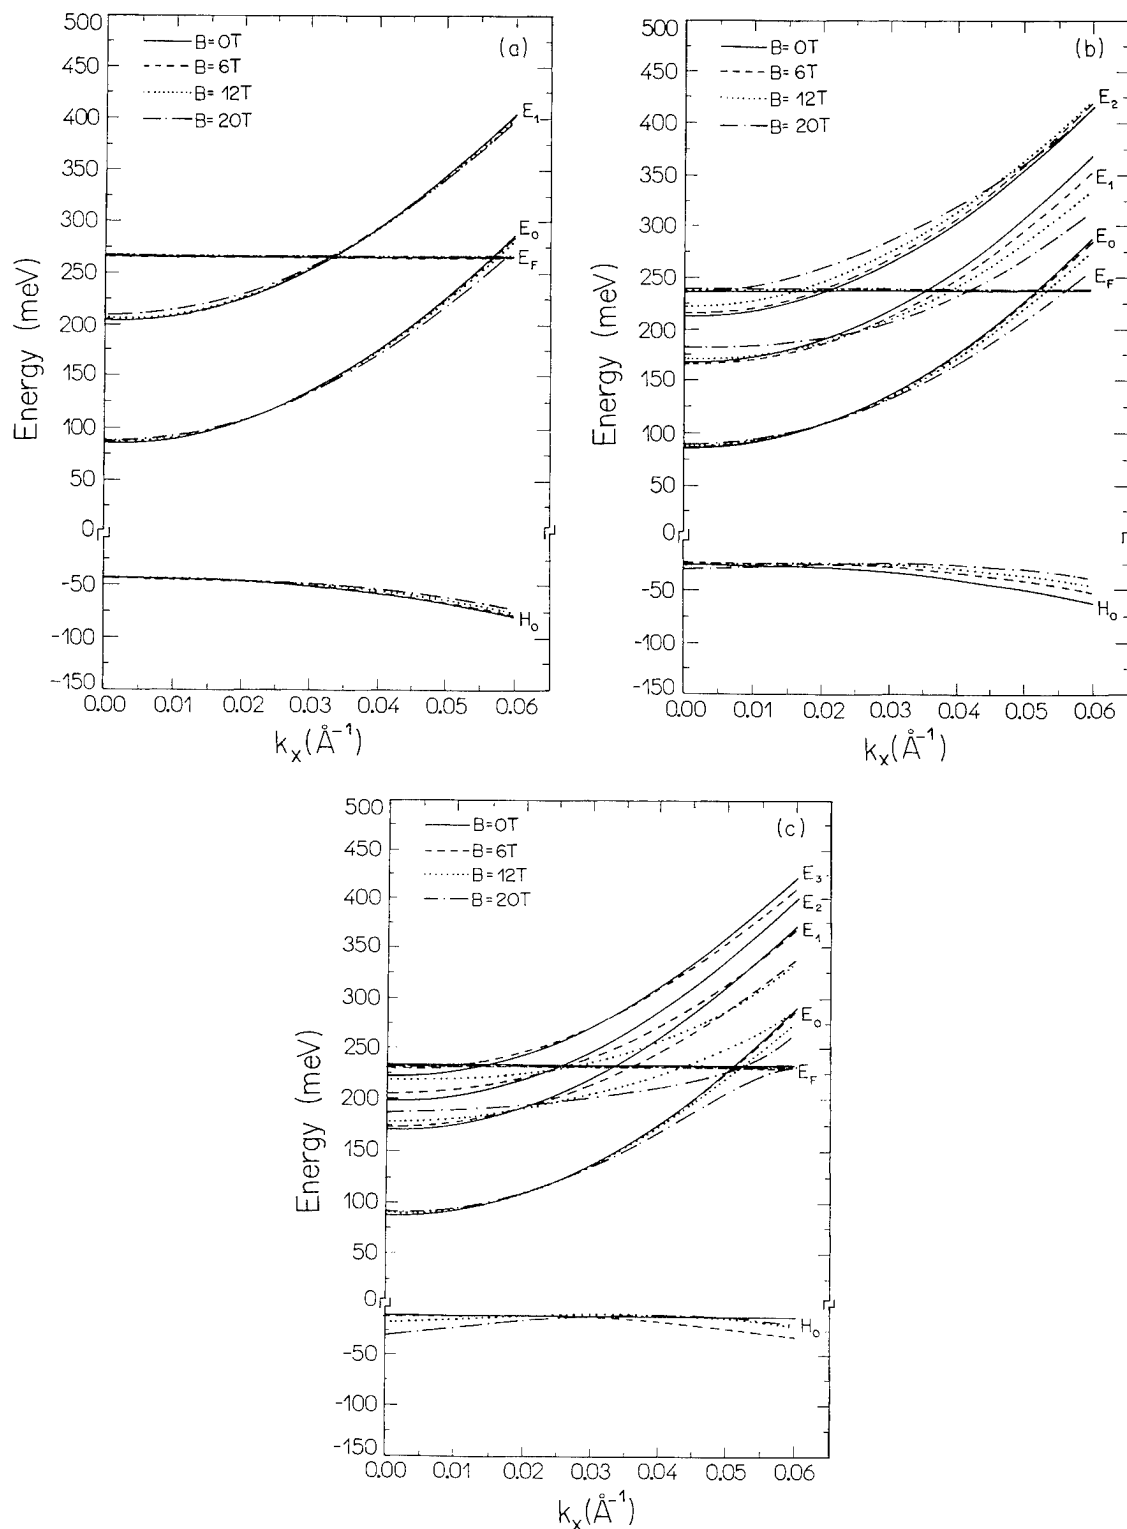 500
450
400
350
300
250
200
150
100
50
0
-50
-100
-150
Energy (meV)
B=0T
B=6T
B=12T
B=20T
(a)
E₁
E₀
E_F
H₀
0.00 0.01 0.02 0.03 0.04 0.05 0.06
kₓ(Å⁻¹)
500
450
400
350
300
250
200
150
100
50
0
-50
-100
-150
Energy (meV)
B=0T
B=6T
B=12T
B=20T
(b)
E₂
E₁
E₀
E_F
H₀
0.00 0.01 0.02 0.03 0.04 0.05 0.06
kₓ(Å⁻¹)
500
450
400
350
300
250
200
150
100
50
0
-50
-100
-150
Energy (meV)
B=0T
B=6T
B=12T
B=20T
(c)
E₃
E₂
E₁
E₀
E_F
H₀
0.00 0.01 0.02 0.03 0.04 0.05 0.06
kₓ(Å⁻¹)